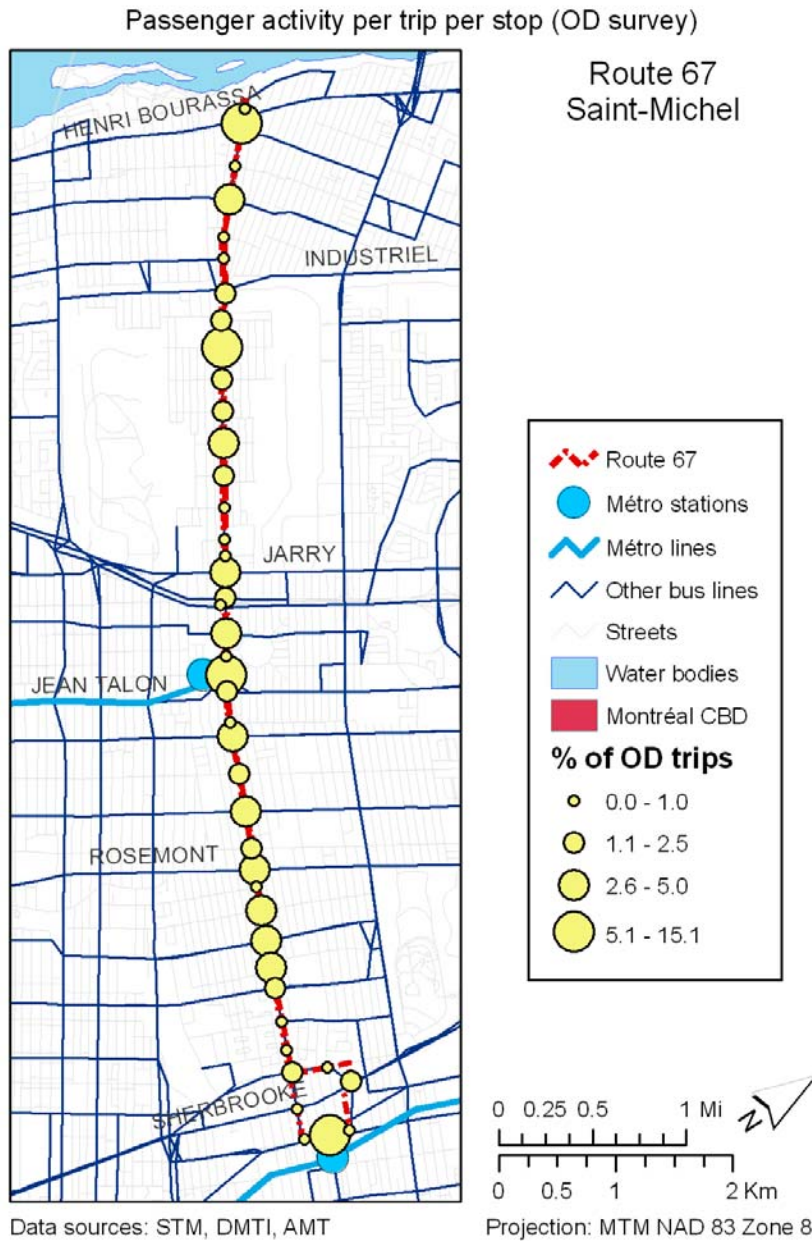 Passenger activity per trip per stop (OD survey)
Route 67
Saint-Michel
HENRI BOURASSA
INDUSTRIEL
JARRY
JEAN TALON
ROSEMONT
SHERBROOKE
Route 67
Métro stations
Métro lines
Other bus lines
Streets
Water bodies
Montréal CBD
% of OD trips
0.0 - 1.0
1.1 - 2.5
2.6 - 5.0
5.1 - 15.1
N
0 0.25 0.5 1 Mi
0 0.5 1 2 Km
Data sources: STM, DMTI, AMT
Projection: MTM NAD 83 Zone 8